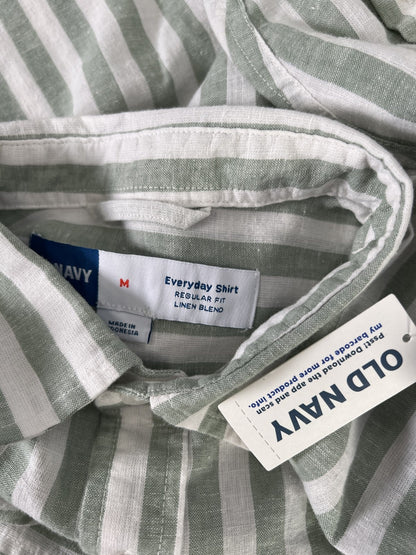 NAVY
M
Everyday Shirt
REGULAR FIT
LINEN BLEND
MADE IN
Psst! Download the app and scan
my barcode for more product info.
OLD NAVY